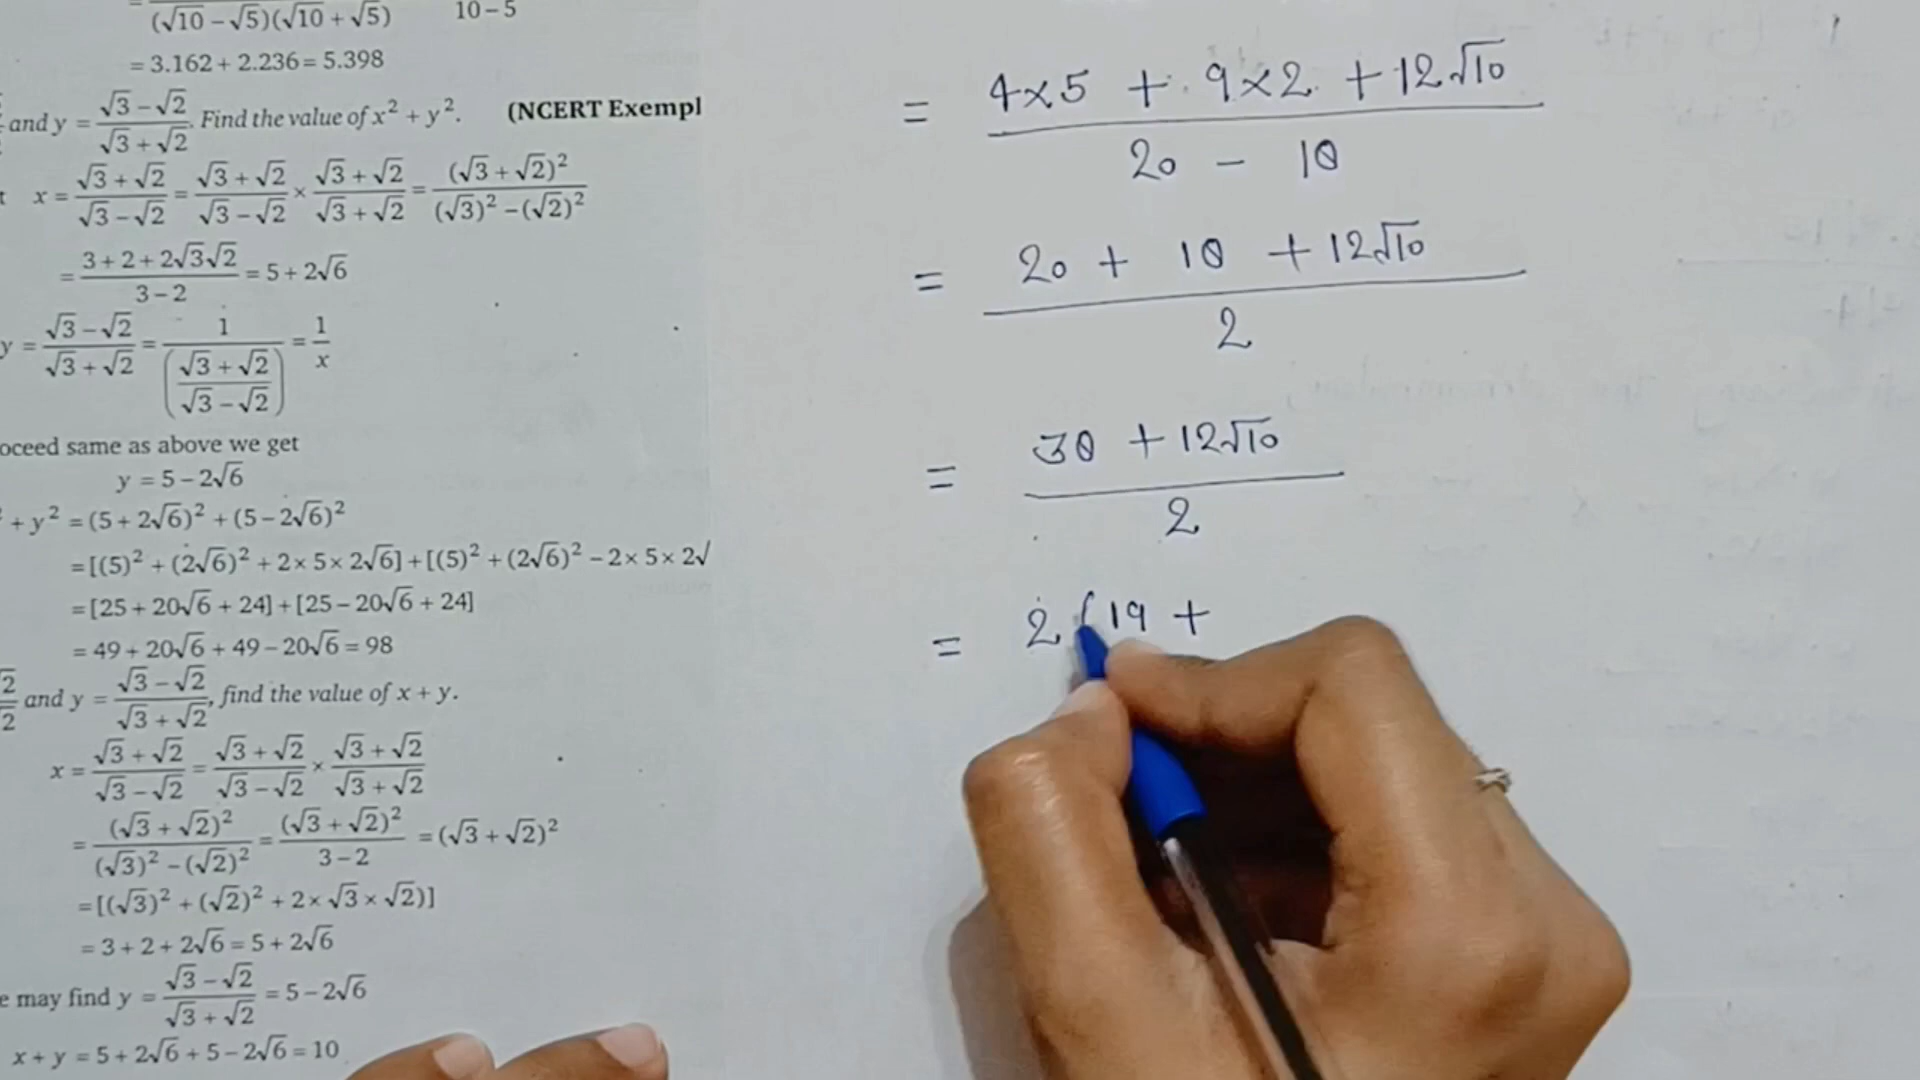 (√10 − √5)(√10 + √5) 10 − 5
= 3.162 + 2.236 = 5.398
and y = (√3 − √2)/(√3 + √2). Find the value of x² + y². (NCERT Exempl
x = (√3 + √2)/(√3 − √2) = (√3 + √2)/(√3 − √2) × (√3 + √2)/(√3 + √2) = (√3 + √2)²/((√3)² − (√2)²)
= (3 + 2 + 2√3√2)/(3 − 2) = 5 + 2√6
y = (√3 − √2)/(√3 + √2) = 1/((√3 + √2)/(√3 − √2)) = 1/x
oceed same as above we get
y = 5 − 2√6
+ y² = (5 + 2√6)² + (5 − 2√6)²
= [(5)² + (2√6)² + 2 × 5 × 2√6] + [(5)² + (2√6)² − 2 × 5 × 2√
= [25 + 20√6 + 24] + [25 − 20√6 + 24]
= 49 + 20√6 + 49 − 20√6 = 98
and y = (√3 − √2)/(√3 + √2), find the value of x + y.
x = (√3 + √2)/(√3 − √2) = (√3 + √2)/(√3 − √2) × (√3 + √2)/(√3 + √2)
= (√3 + √2)²/((√3)² − (√2)²) = (√3 + √2)²/(3 − 2) = (√3 + √2)²
= [(√3)² + (√2)² + 2 × √3 × √2)]
= 3 + 2 + 2√6 = 5 + 2√6
e may find y = (√3 − √2)/(√3 + √2) = 5 − 2√6
x + y = 5 + 2√6 + 5 − 2√6 = 10
= (4×5 + 9×2 + 12√10)/(20 − 18)
= (20 + 18 + 12√10)/2
= (38 + 12√10)/2
= 2(19 +